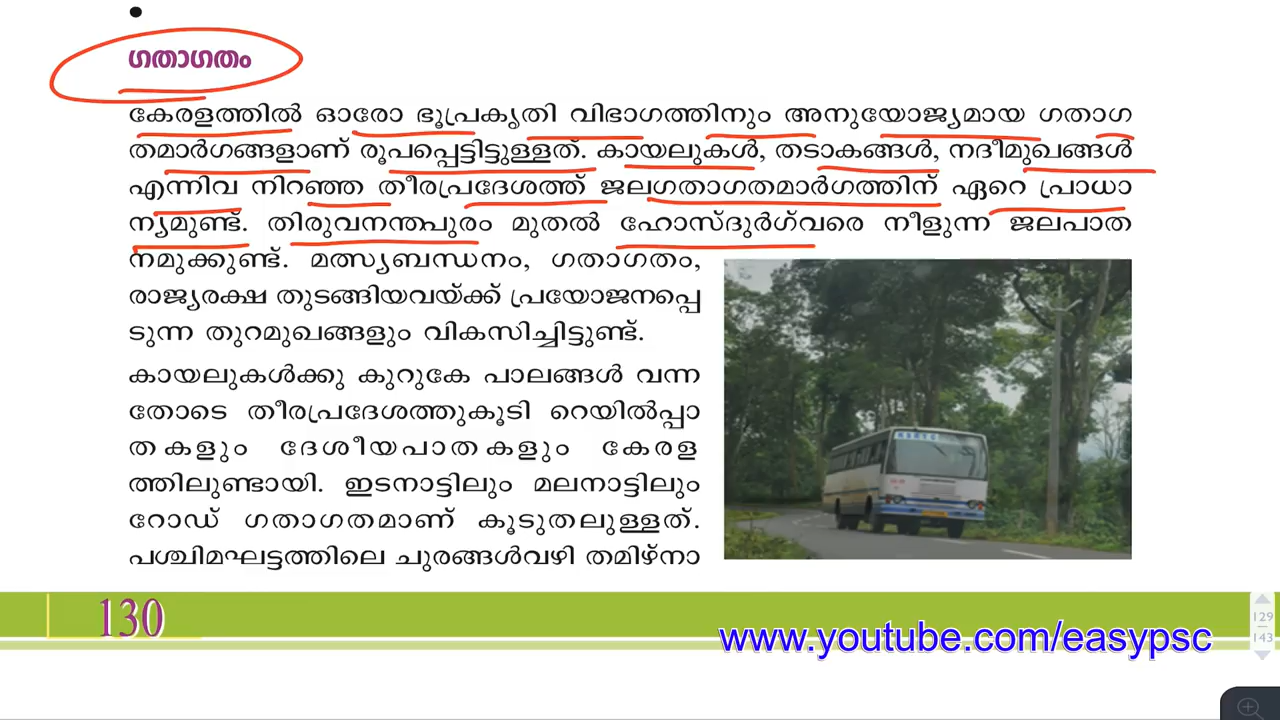 ഗതാഗതം
കേരളത്തിൽ ഓരോ ഭൂപ്രകൃതി വിഭാഗത്തിനും അനുയോജ്യമായ ഗതാഗ
തമാർഗങ്ങളാണ് രൂപപ്പെട്ടിട്ടുള്ളത്. കായലുകൾ, തടാകങ്ങൾ, നദീമുഖങ്ങൾ
എന്നിവ നിറഞ്ഞ തീരപ്രദേശത്ത് ജലഗതാഗതമാർഗത്തിന് ഏറെ പ്രാധാ
ന്യമുണ്ട്. തിരുവനന്തപുരം മുതൽ ഹോസ്ദുർഗ്‌വരെ നീളുന്ന ജലപാത
നമുക്കുണ്ട്. മത്സ്യബന്ധനം, ഗതാഗതം,
രാജ്യരക്ഷ തുടങ്ങിയവയ്ക്ക് പ്രയോജനപ്പെ
ടുന്ന തുറമുഖങ്ങളും വികസിച്ചിട്ടുണ്ട്.
കായലുകൾക്കു കുറുകേ പാലങ്ങൾ വന്ന
തോടെ തീരപ്രദേശത്തുകൂടി റെയിൽപ്പാ
തകളും ദേശീയപാതകളും കേരള
ത്തിലുണ്ടായി. ഇടനാട്ടിലും മലനാട്ടിലും
റോഡ് ഗതാഗതമാണ് കൂടുതലുള്ളത്.
പശ്ചിമഘട്ടത്തിലെ ചുരങ്ങൾവഴി തമിഴ്നാ
130
www.youtube.com/easypsc
129
143